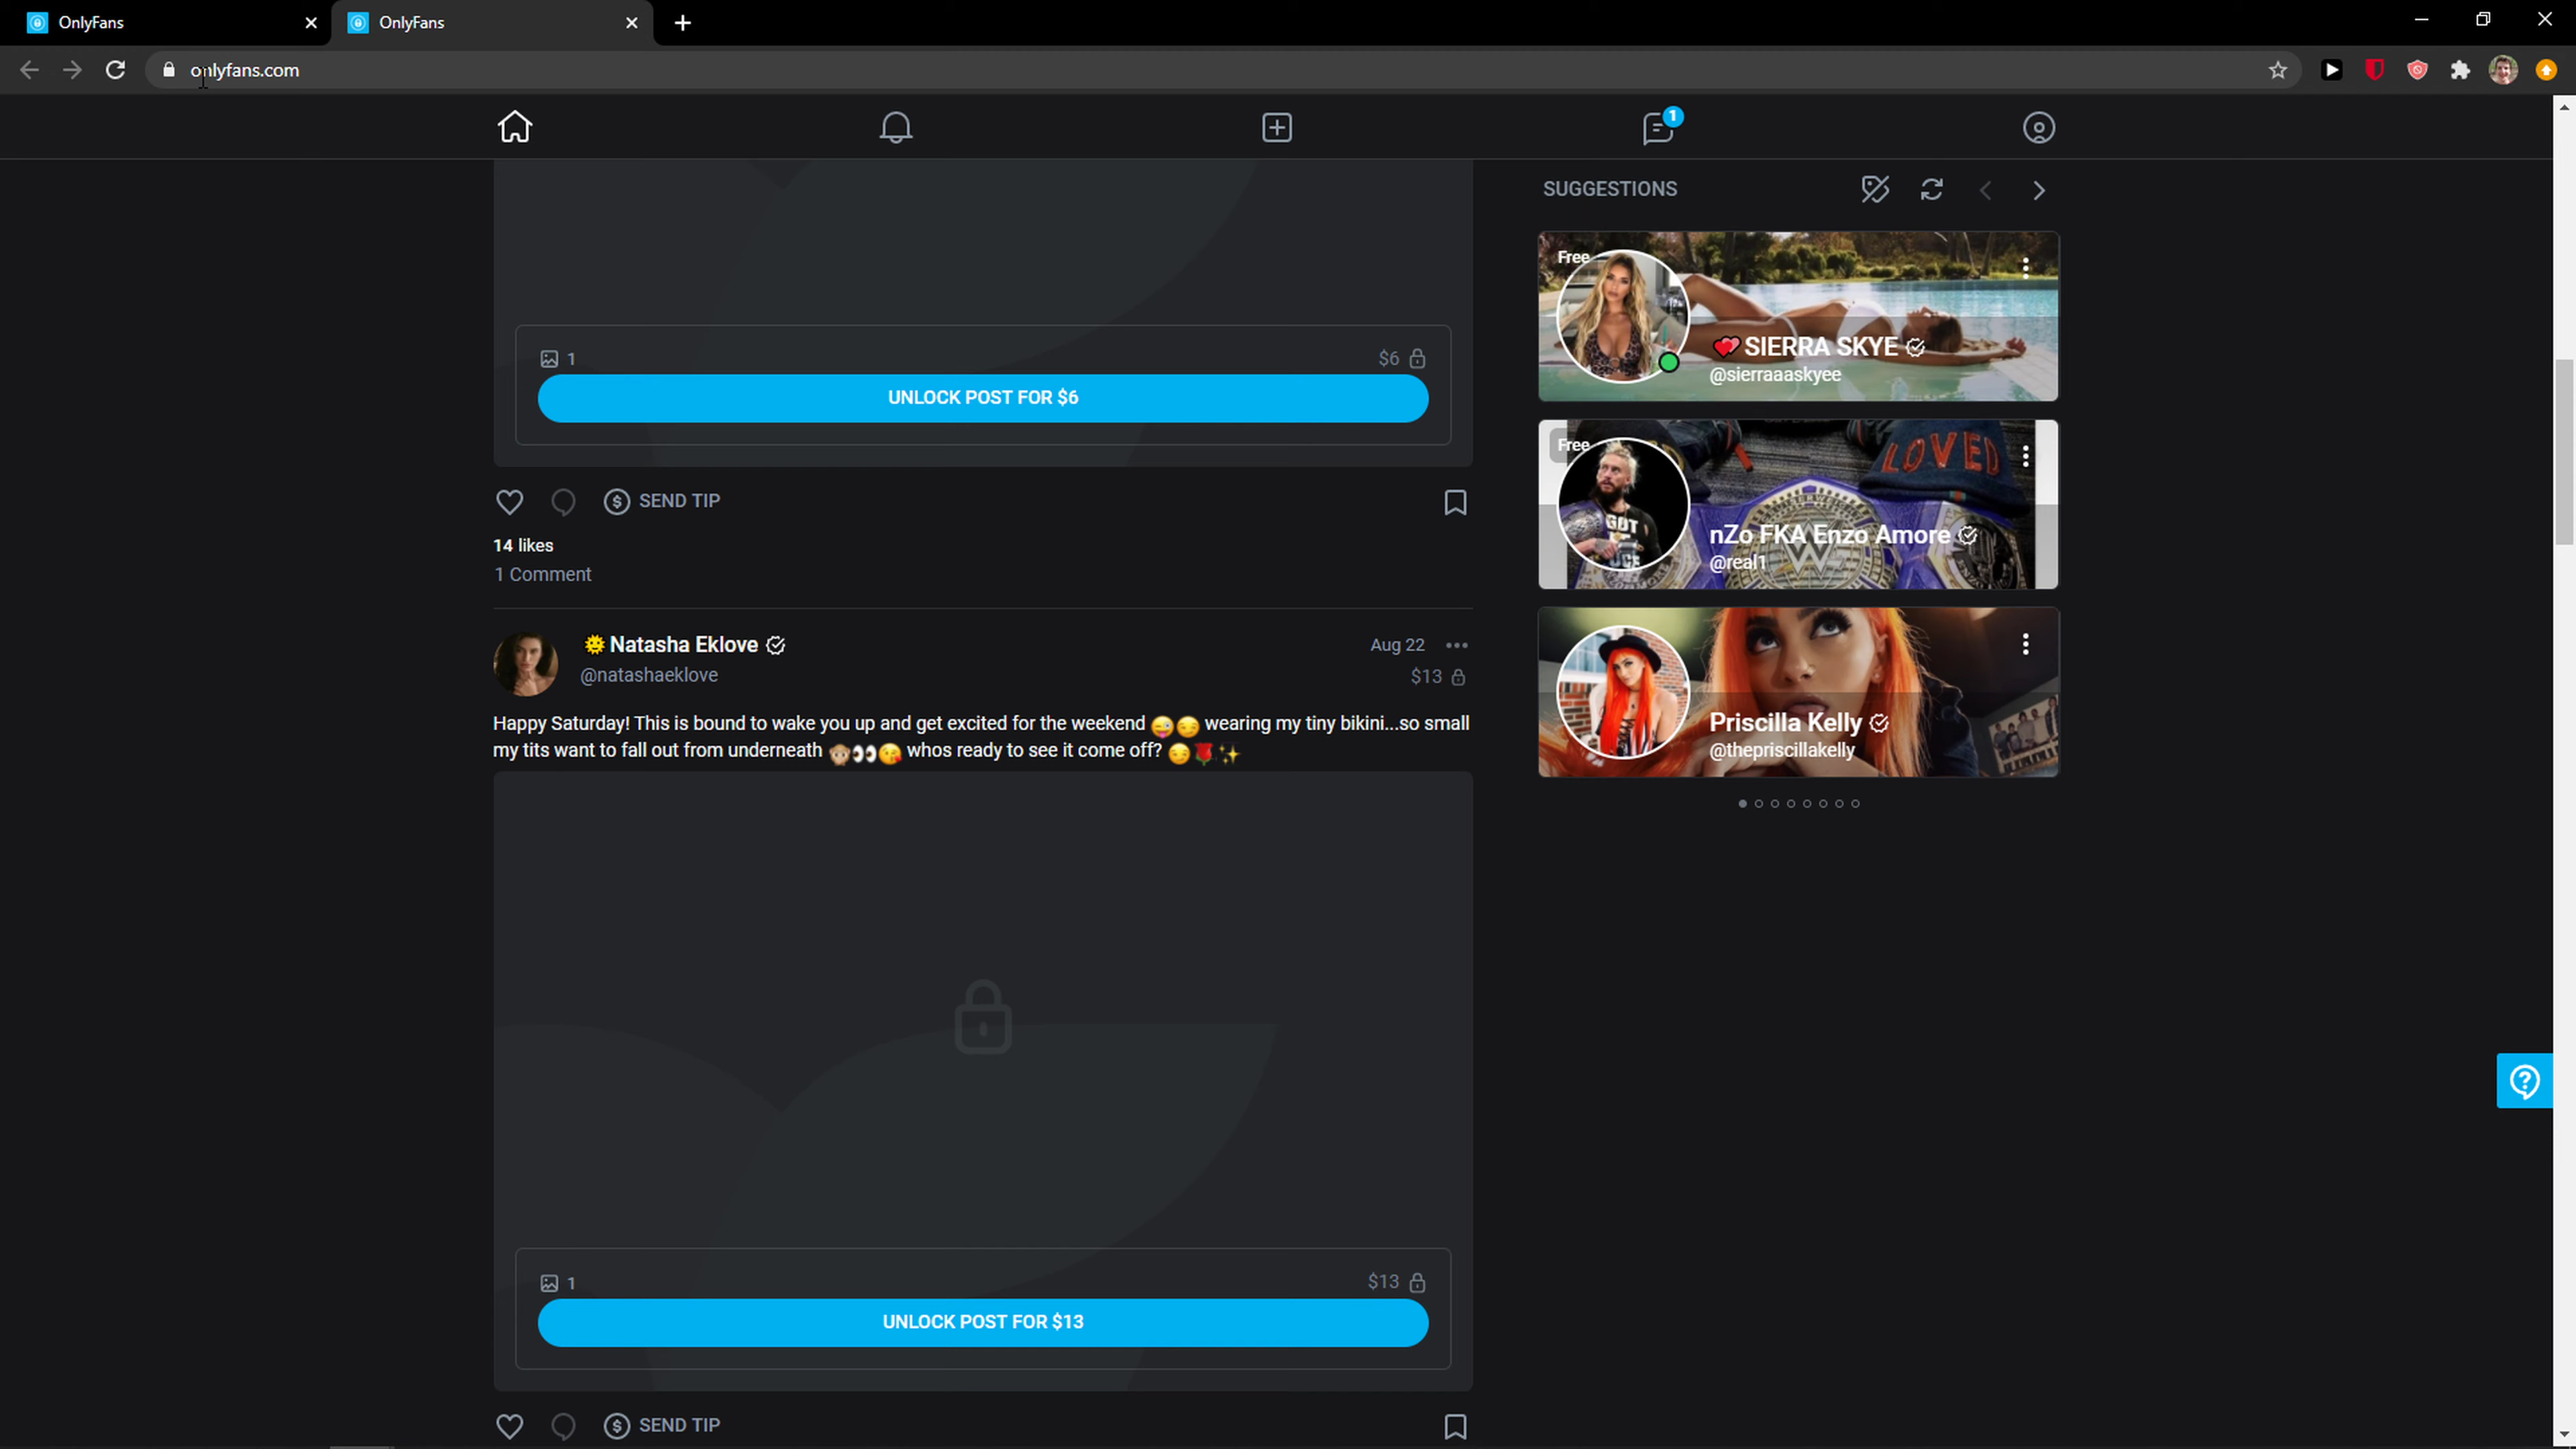 OnlyFans
OnlyFans
onlyfans.com
1
SUGGESTIONS
1
$6
UNLOCK POST FOR $6
SEND TIP
14 likes
1 Comment
Natasha Eklove
@natashaeklove
Aug 22
$13
Happy Saturday! This is bound to wake you up and get excited for the weekend 😜😏 wearing my tiny bikini...so small
my tits want to fall out from underneath 🙊👀😘 whos ready to see it come off? 😏🌹✨
1
$13
UNLOCK POST FOR $13
SEND TIP
Free
💕SIERRA SKYE
@sierraaaskyee
Free
LOVED
GOT
nZo FKA Enzo Amore
@real1
Priscilla Kelly
@thepriscillakelly